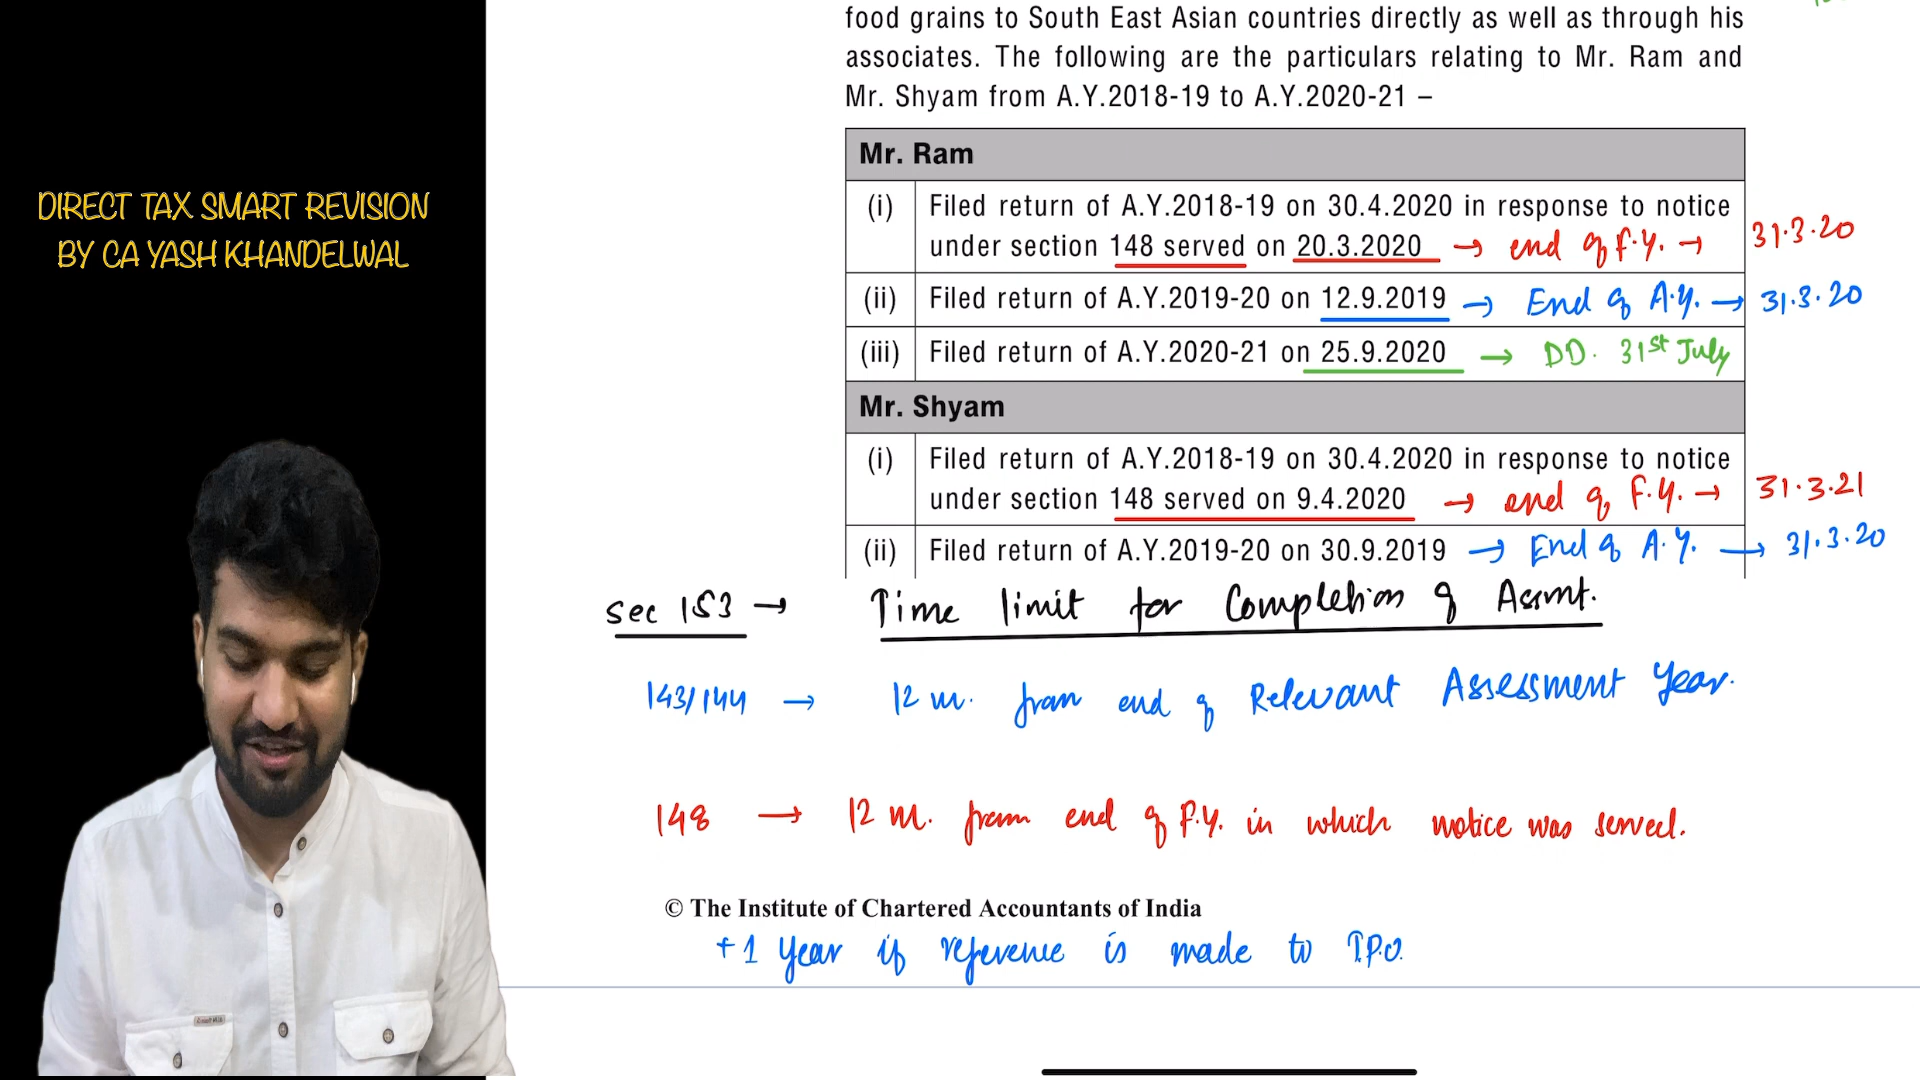 DIRECT TAX SMART REVISION
BY CA YASH KHANDELWAL
food grains to South East Asian countries directly as well as through his
associates. The following are the particulars relating to Mr. Ram and
Mr. Shyam from A.Y.2018-19 to A.Y.2020-21 –
Mr. Ram
(i) Filed return of A.Y.2018-19 on 30.4.2020 in response to notice
under section 148 served on 20.3.2020 → end of F.Y. → 31.3.20
(ii) Filed return of A.Y.2019-20 on 12.9.2019 → End of A.Y. → 31.3.20
(iii) Filed return of A.Y.2020-21 on 25.9.2020 → DD. 31st July
Mr. Shyam
(i) Filed return of A.Y.2018-19 on 30.4.2020 in response to notice
under section 148 served on 9.4.2020 → end of F.Y. → 31.3.21
(ii) Filed return of A.Y.2019-20 on 30.9.2019 → End of A.Y. → 31.3.20
Sec 153 → Time limit for Completion of Assmt.
143/144 → 12 m. from end of Relevant Assessment Year.
148 → 12 M. from end of F.Y. in which notice was served.
© The Institute of Chartered Accountants of India
+1 Year if reference is made to T.P.O.